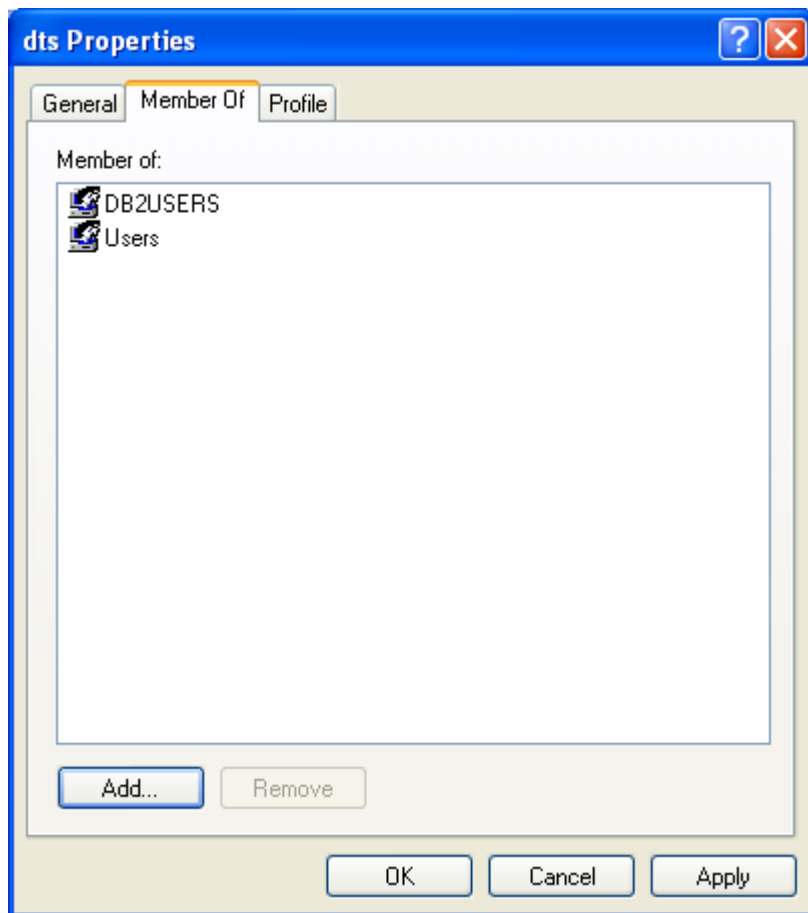 dts Properties
?
General Member Of Profile
Member of:
DB2USERS
Users
Add... Remove
OK Cancel Apply